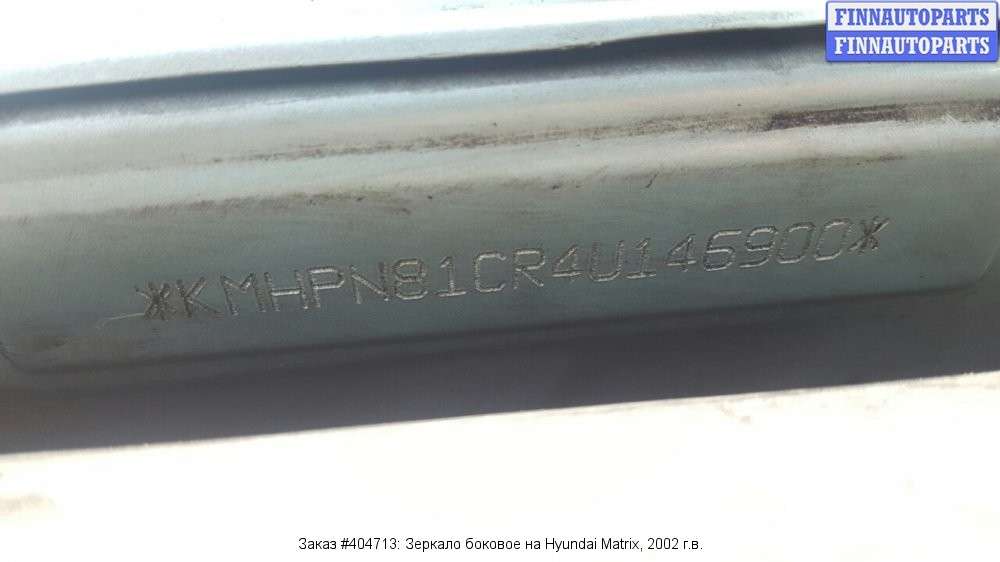 FINNAUTOPARTS
FINNAUTOPARTS
*KMHPN81CR4U146900*
Заказ #404713: Зеркало боковое на Hyundai Matrix, 2002 г.в.